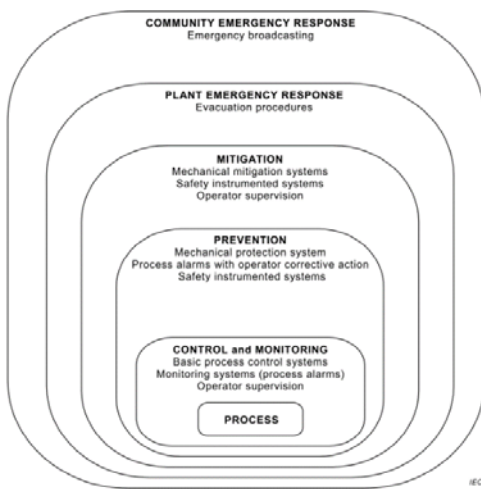 COMMUNITY EMERGENCY RESPONSE
Emergency broadcasting
PLANT EMERGENCY RESPONSE
Evacuation procedures
MITIGATION
Mechanical mitigation systems
Safety instrumented systems
Operator supervision
PREVENTION
Mechanical protection system
Process alarms with operator corrective action
Safety instrumented systems
CONTROL and MONITORING
Basic process control systems
Monitoring systems (process alarms)
Operator supervision
PROCESS
IEC